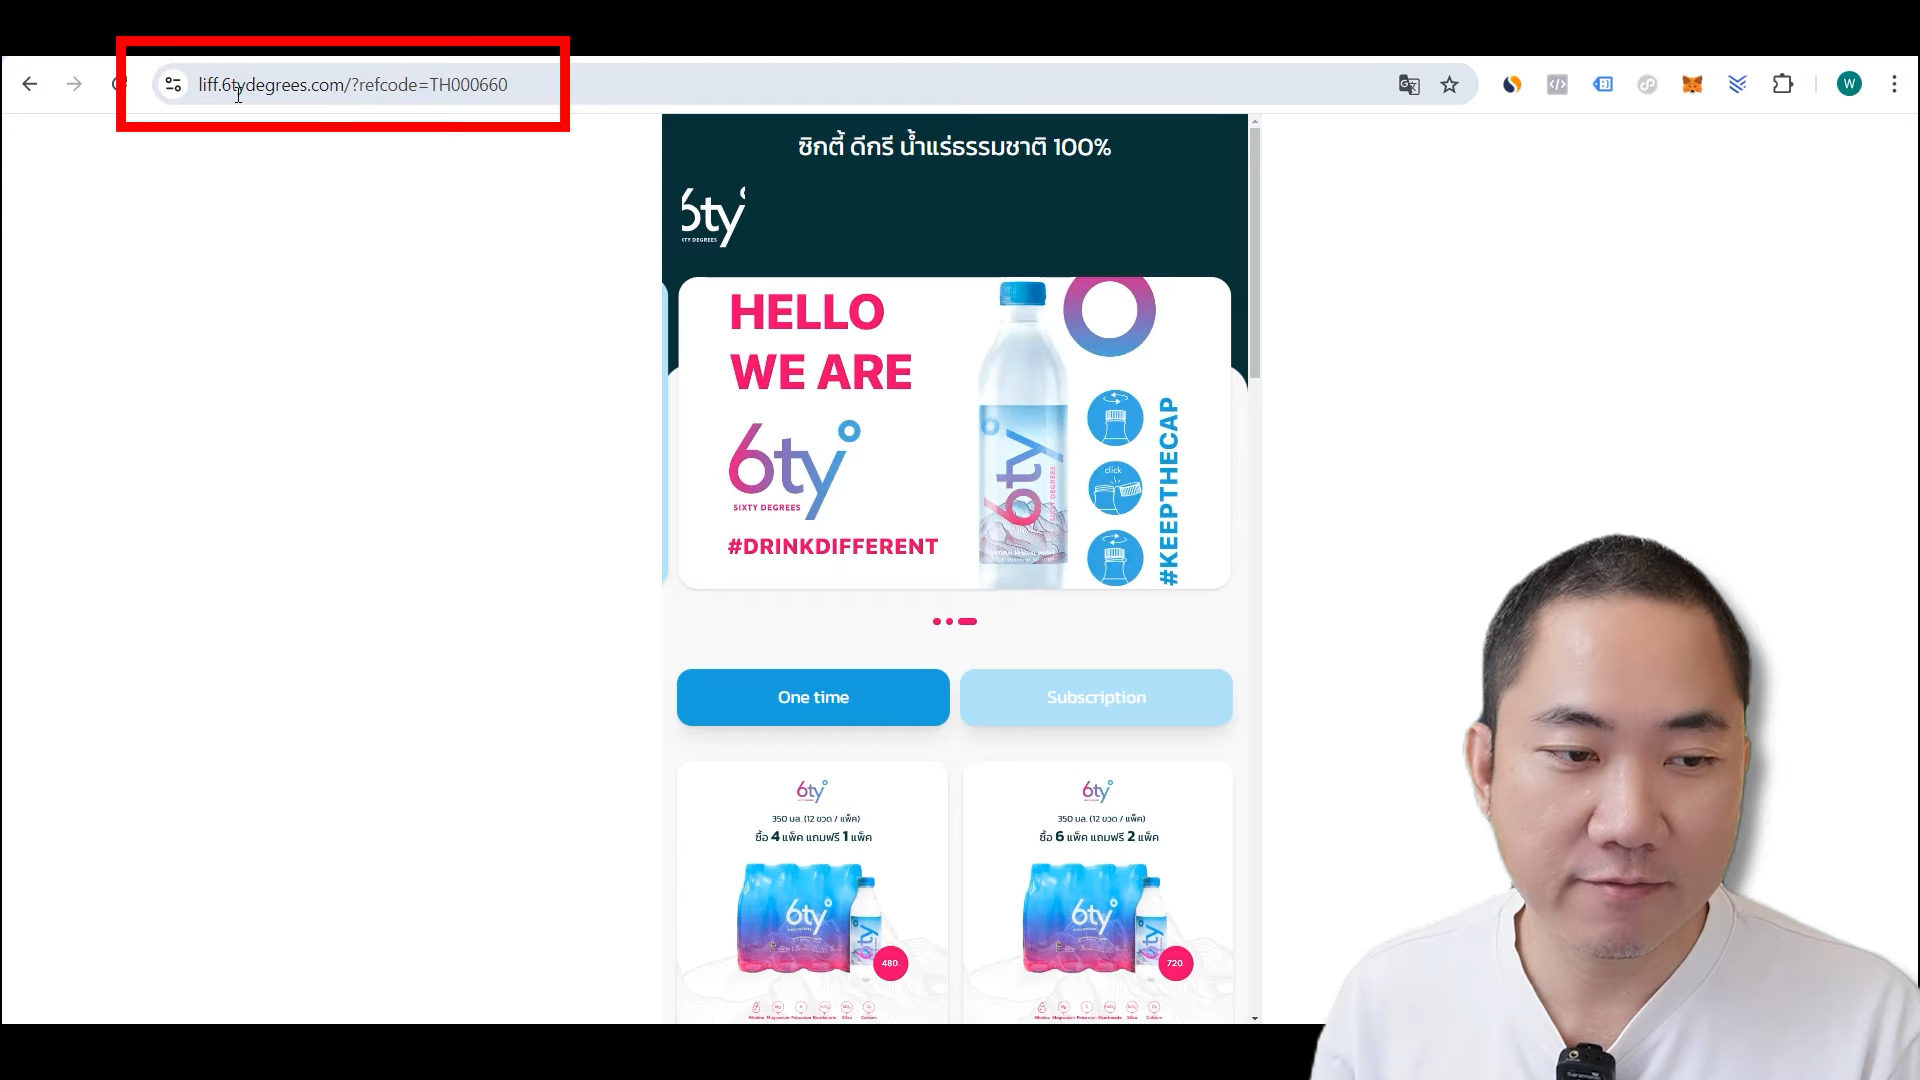 liff.6tydegrees.com/?refcode=TH000660
W
ซิกตี้ ดีกรี น้ำแร่ธรรมชาติ 100%
6ty°
HELLO
WE ARE
6ty°
SIXTY DEGREES
#DRINKDIFFERENT
6ty°
SIXTY DEGREES
click
#KEEPTHECAP
One time
Subscription
6ty°
350 มล. (12 ขวด / แพ็ค)
ซื้อ 4 แพ็ค แถมฟรี 1 แพ็ค
6ty°
480
6ty°
350 มล. (12 ขวด / แพ็ค)
ซื้อ 6 แพ็ค แถมฟรี 2 แพ็ค
6ty°
720